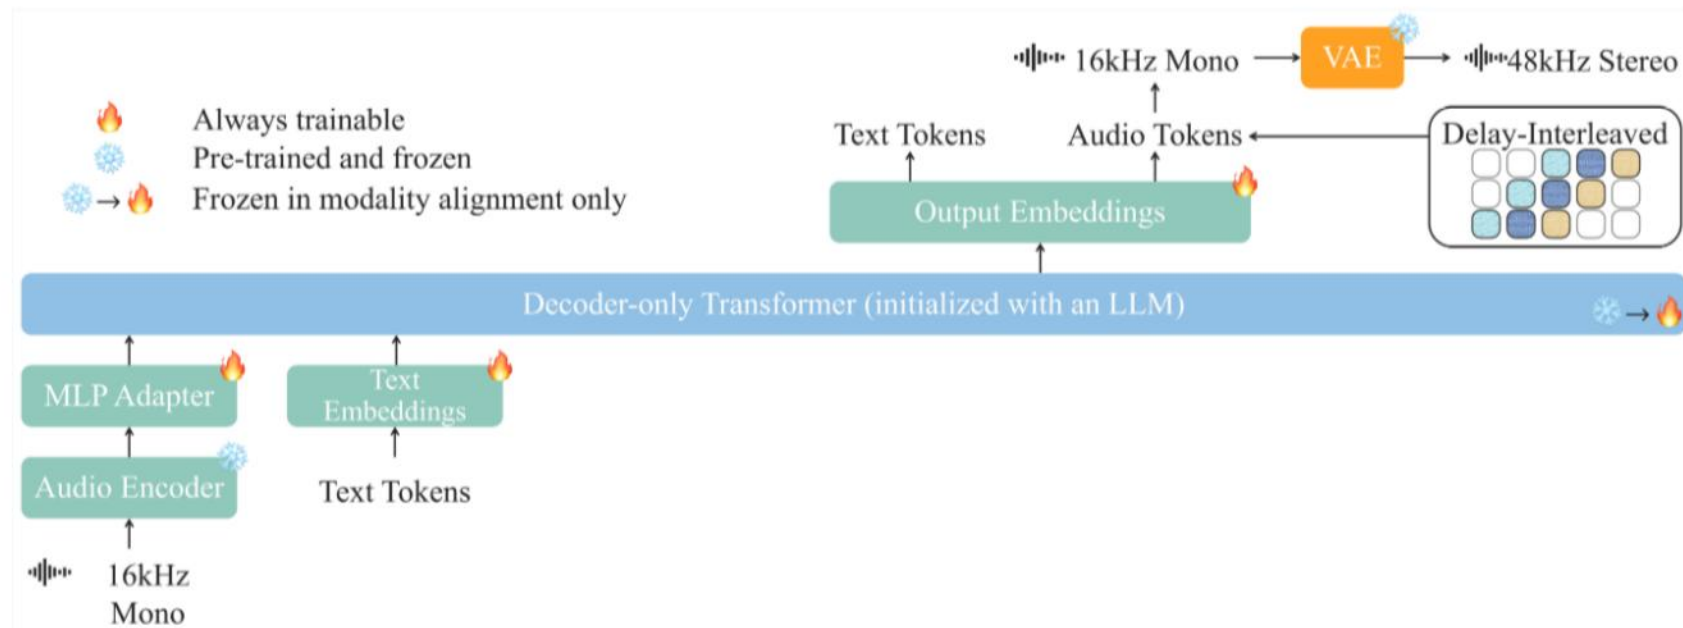 16kHz Mono
VAE
48kHz Stereo
Always trainable
Pre-trained and frozen
Frozen in modality alignment only
Text Tokens
Audio Tokens
Delay-Interleaved
Output Embeddings
Decoder-only Transformer (initialized with an LLM)
MLP Adapter
Text
Embeddings
Audio Encoder
Text Tokens
16kHz
Mono